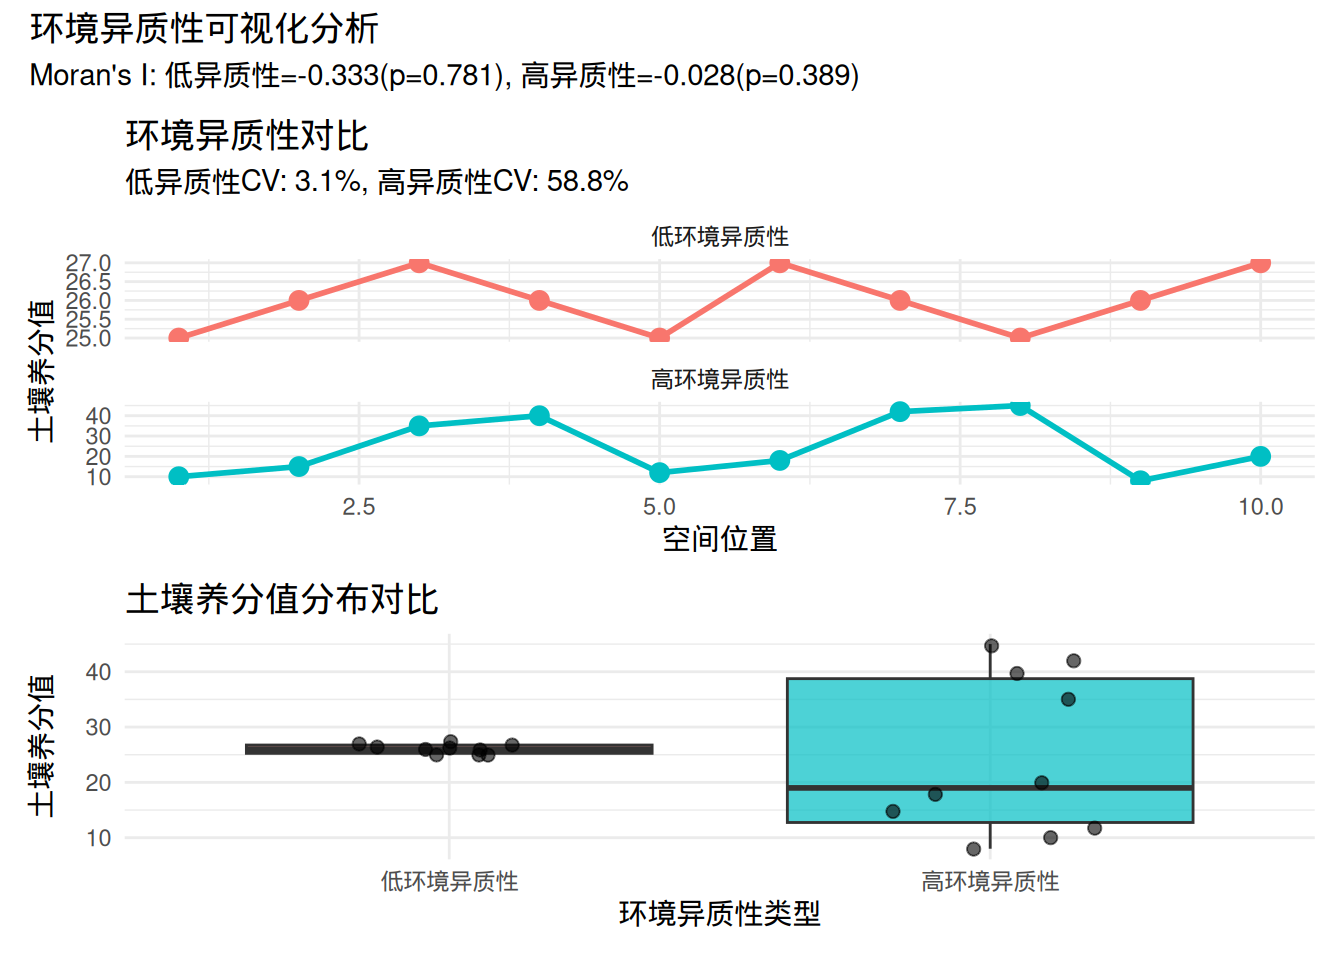 环境异质性可视化分析
Moran's I: 低异质性=-0.333(p=0.781), 高异质性=-0.028(p=0.389)
环境异质性对比
低异质性CV: 3.1%, 高异质性CV: 58.8%
低环境异质性
27.0
26.5
26.0
25.5
25.0
土壤养分值
高环境异质性
40
30
20
10
2.5 5.0 7.5 10.0
空间位置
土壤养分值分布对比
土壤养分值
40
30
20
10
低环境异质性 高环境异质性
环境异质性类型